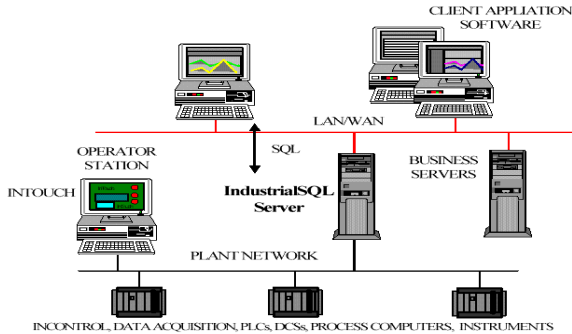 CLIENT APPLIATION
SOFTWARE
LAN/WAN
SQL
OPERATOR
STATION
BUSINESS
SERVERS
INTOUCH
IndustrialSQL
Server
PLANT NETWORK
INCONTROL, DATA ACQUISITION, PLCs, DCSs, PROCESS COMPUTERS, INSTRUMENTS